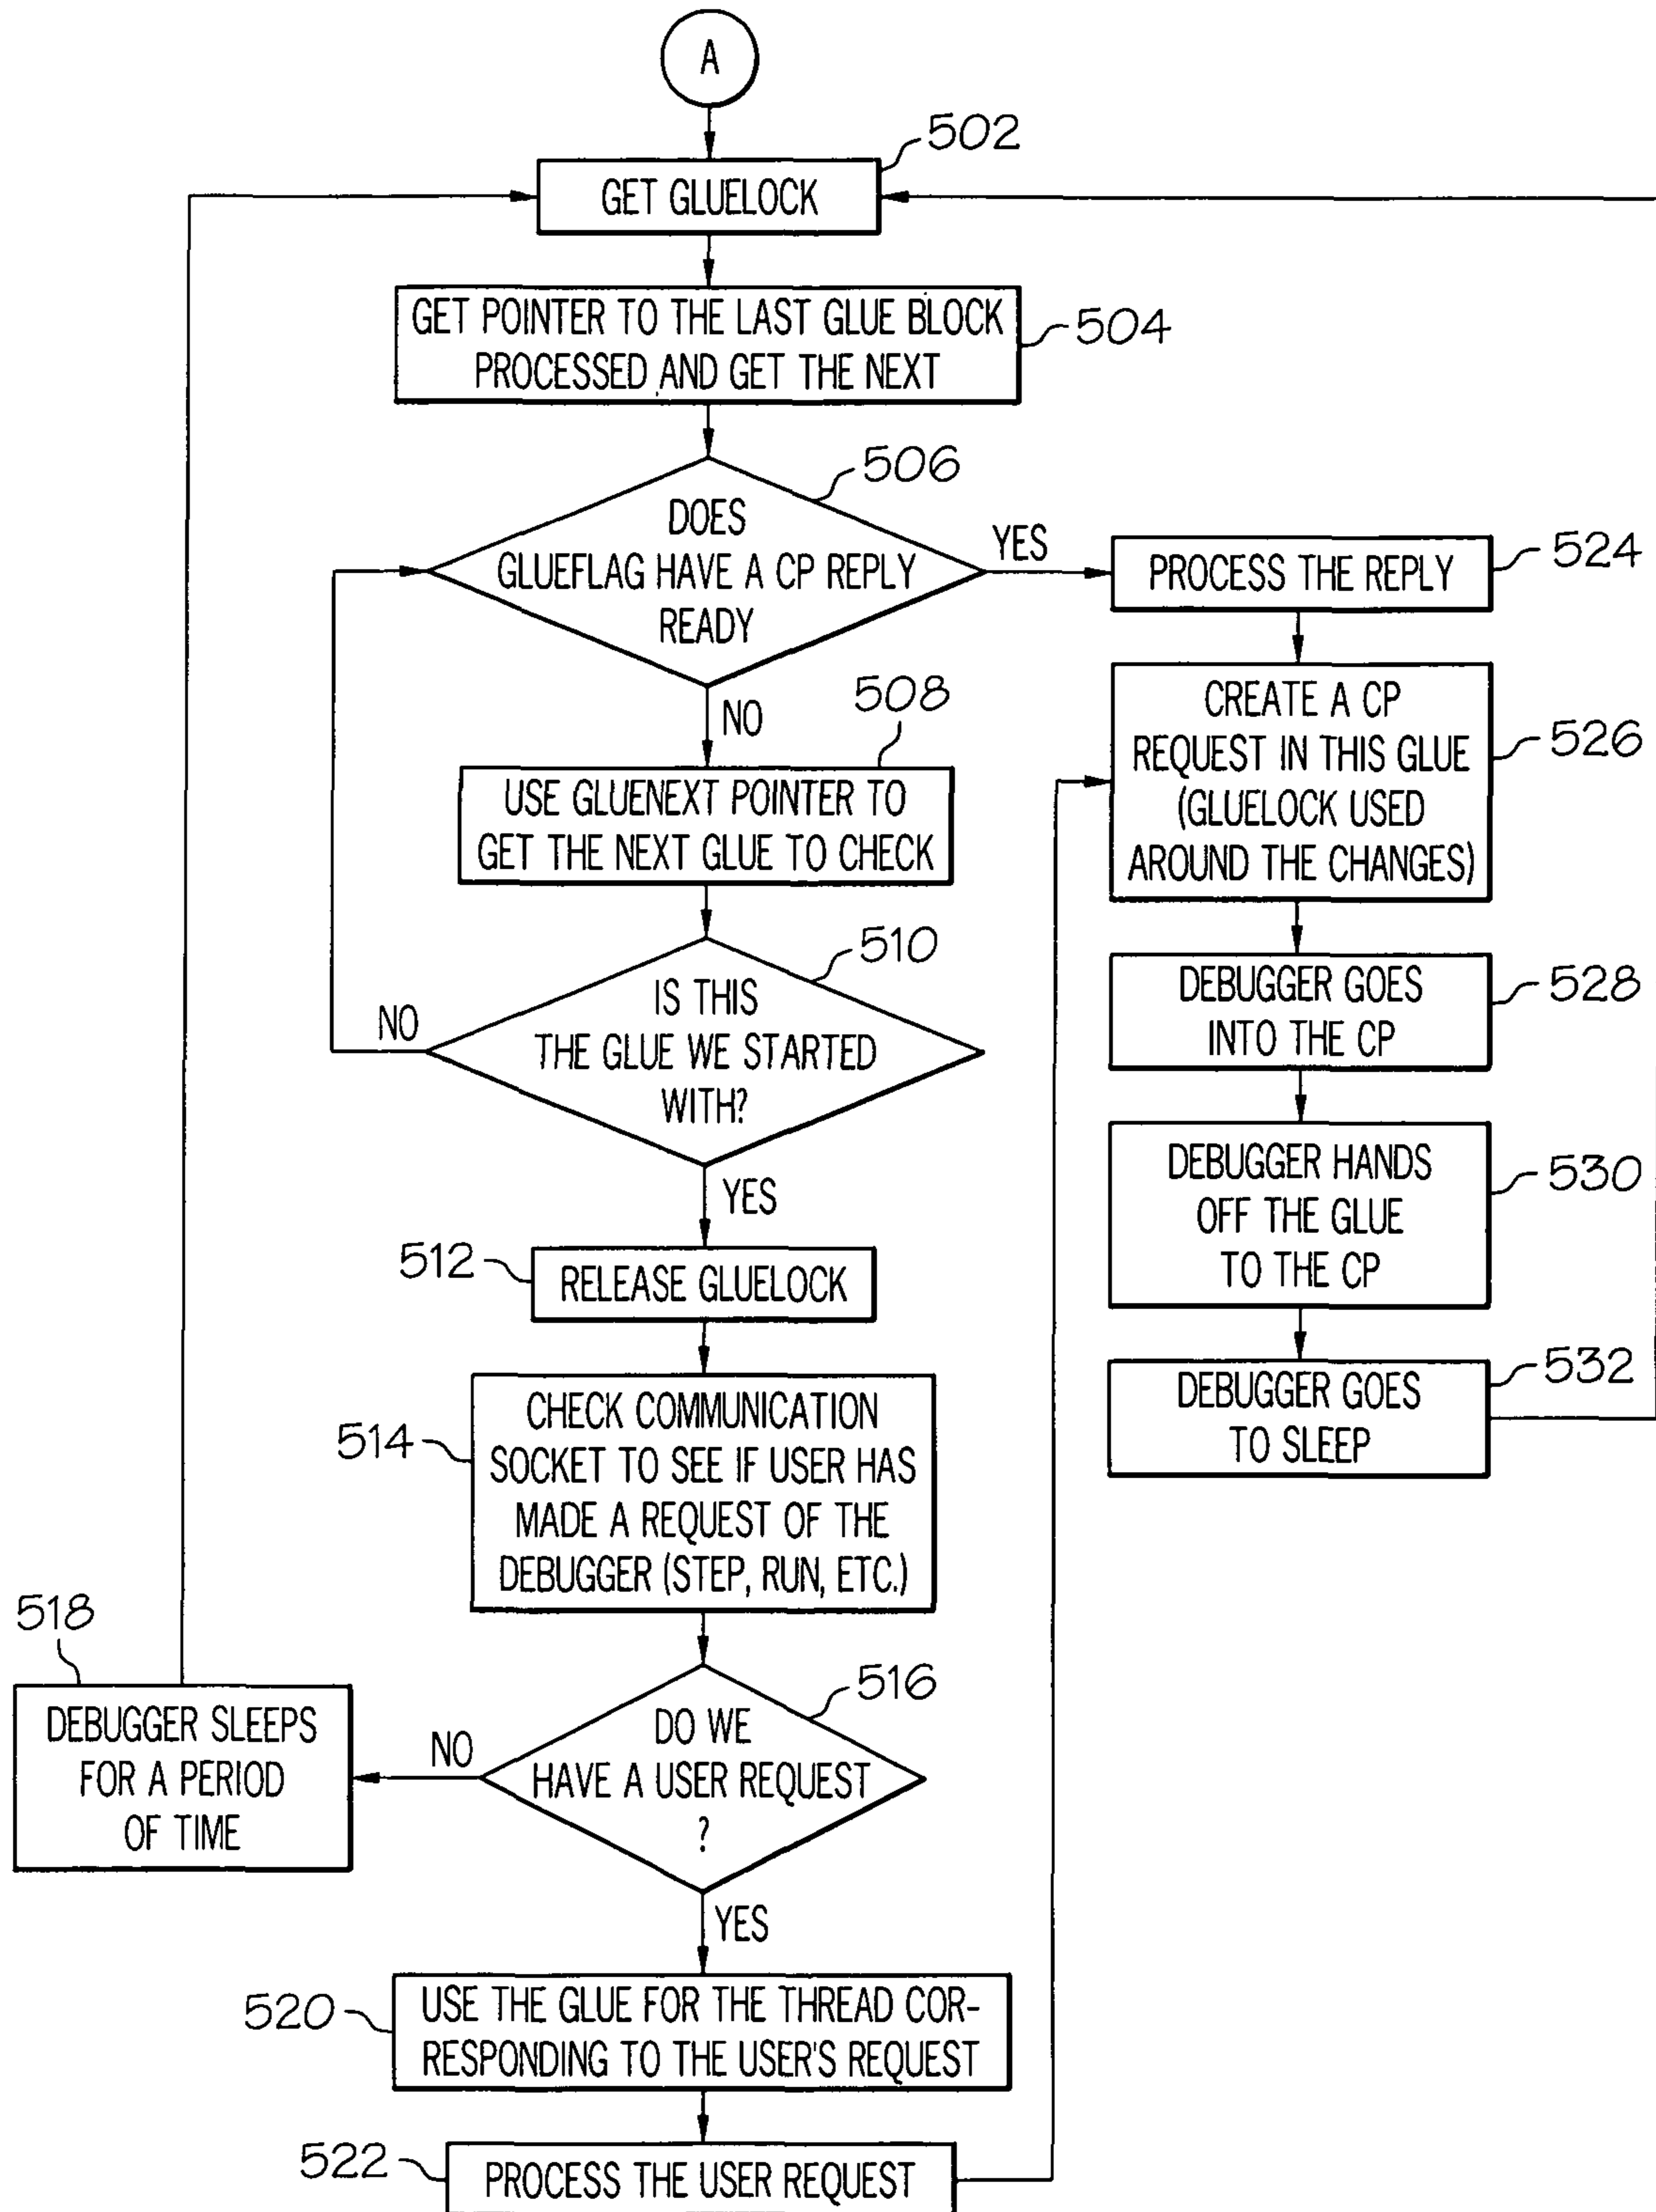 A
502
GET GLUELOCK
GET POINTER TO THE LAST GLUE BLOCK
PROCESSED AND GET THE NEXT
504
506
DOES
GLUEFLAG HAVE A CP REPLY
READY
YES
NO
508
USE GLUENEXT POINTER TO
GET THE NEXT GLUE TO CHECK
510
IS THIS
THE GLUE WE STARTED
WITH?
NO
YES
512
RELEASE GLUELOCK
514
CHECK COMMUNICATION
SOCKET TO SEE IF USER HAS
MADE A REQUEST OF THE
DEBUGGER (STEP, RUN, ETC.)
516
DO WE
HAVE A USER REQUEST
?
NO
518
DEBUGGER SLEEPS
FOR A PERIOD
OF TIME
YES
520
USE THE GLUE FOR THE THREAD COR-
RESPONDING TO THE USER'S REQUEST
522
PROCESS THE USER REQUEST
PROCESS THE REPLY
524
CREATE A CP
REQUEST IN THIS GLUE
(GLUELOCK USED
AROUND THE CHANGES)
526
DEBUGGER GOES
INTO THE CP
528
DEBUGGER HANDS
OFF THE GLUE
TO THE CP
530
DEBUGGER GOES
TO SLEEP
532